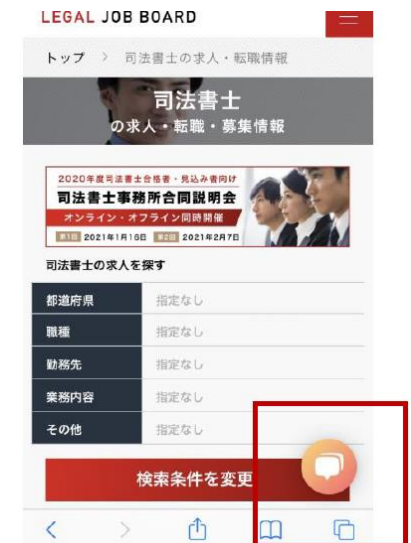 LEGAL JOB BOARD
トップ > 司法書士の求人・転職情報
司法書士
の求人・転職・募集情報
2020年度司法書士合格者・見込み者向け
司法書士事務所合同説明会
オンライン・オフライン同時開催
第1回 2021年1月16日 第2回 2021年2月7日
司法書士の求人を探す
都道府県 指定なし
職種 指定なし
勤務先 指定なし
業務内容 指定なし
その他 指定なし
検索条件を変更